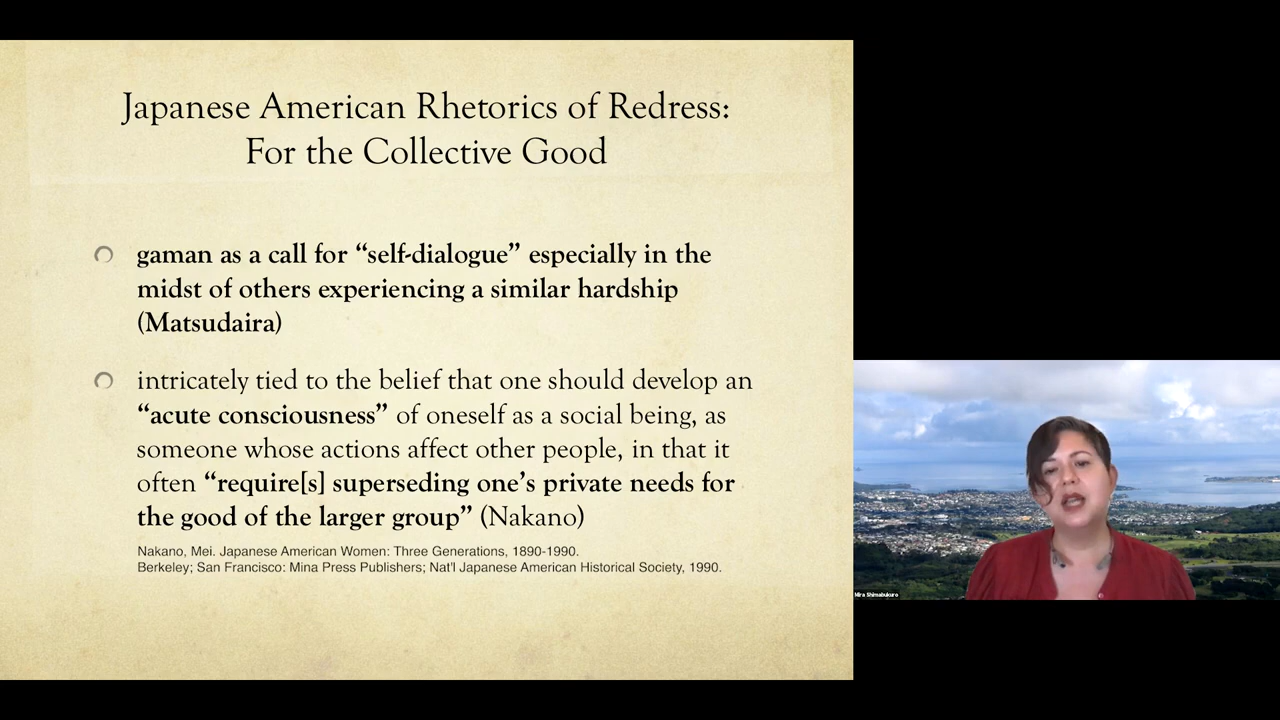 Japanese American Rhetorics of Redress:
For the Collective Good
gaman as a call for “self-dialogue” especially in the
midst of others experiencing a similar hardship
(Matsudaira)
intricately tied to the belief that one should develop an
“acute consciousness” of oneself as a social being, as
someone whose actions affect other people, in that it
often “require[s] superseding one’s private needs for
the good of the larger group” (Nakano)
Nakano, Mei. Japanese American Women: Three Generations, 1890-1990.
Berkeley; San Francisco: Mina Press Publishers; Nat'l Japanese American Historical Society, 1990.
Mira Shimabukuro